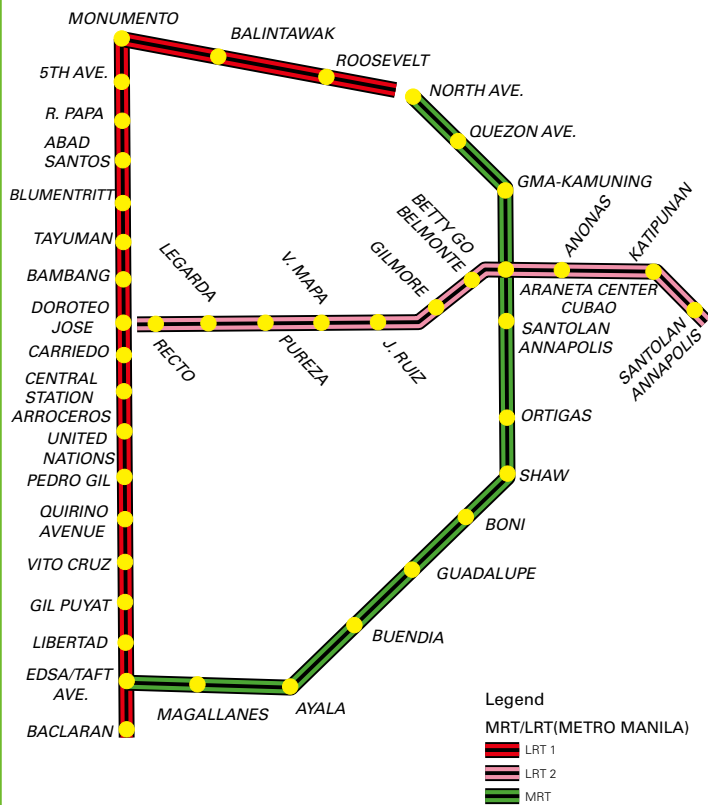 MONUMENTO
BALINTAWAK
ROOSEVELT
5TH AVE.
NORTH AVE.
R. PAPA
QUEZON AVE.
ABAD
SANTOS
GMA-KAMUNING
BLUMENTRITT
BETTY GO
BELMONTE
ANONAS
KATIPUNAN
TAYUMAN
LEGARDA
V. MAPA
GILMORE
BAMBANG
ARANETA CENTER
CUBAO
DOROTEO
JOSE
SANTOLAN
ANNAPOLIS
SANTOLAN
ANNAPOLIS
RECTO
PUREZA
J. RUIZ
CARRIEDO
CENTRAL
STATION
ARROCEROS
ORTIGAS
UNITED
NATIONS
PEDRO GIL
SHAW
QUIRINO
AVENUE
BONI
VITO CRUZ
GUADALUPE
GIL PUYAT
LIBERTAD
BUENDIA
EDSA/TAFT
AVE.
MAGALLANES
AYALA
BACLARAN
Legend
MRT/LRT(METRO MANILA)
LRT 1
LRT 2
MRT